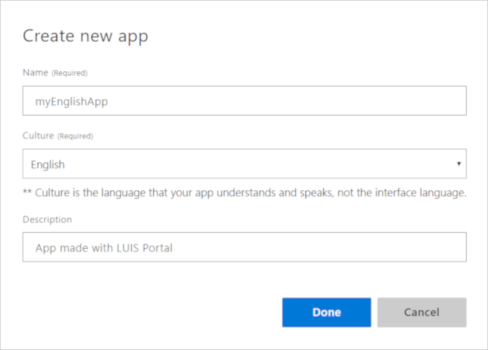 Create new app
Name (Required)
myEnglishApp
Culture (Required)
English
** Culture is the language that your app understands and speaks, not the interface language.
Description
App made with LUIS Portal
Done Cancel